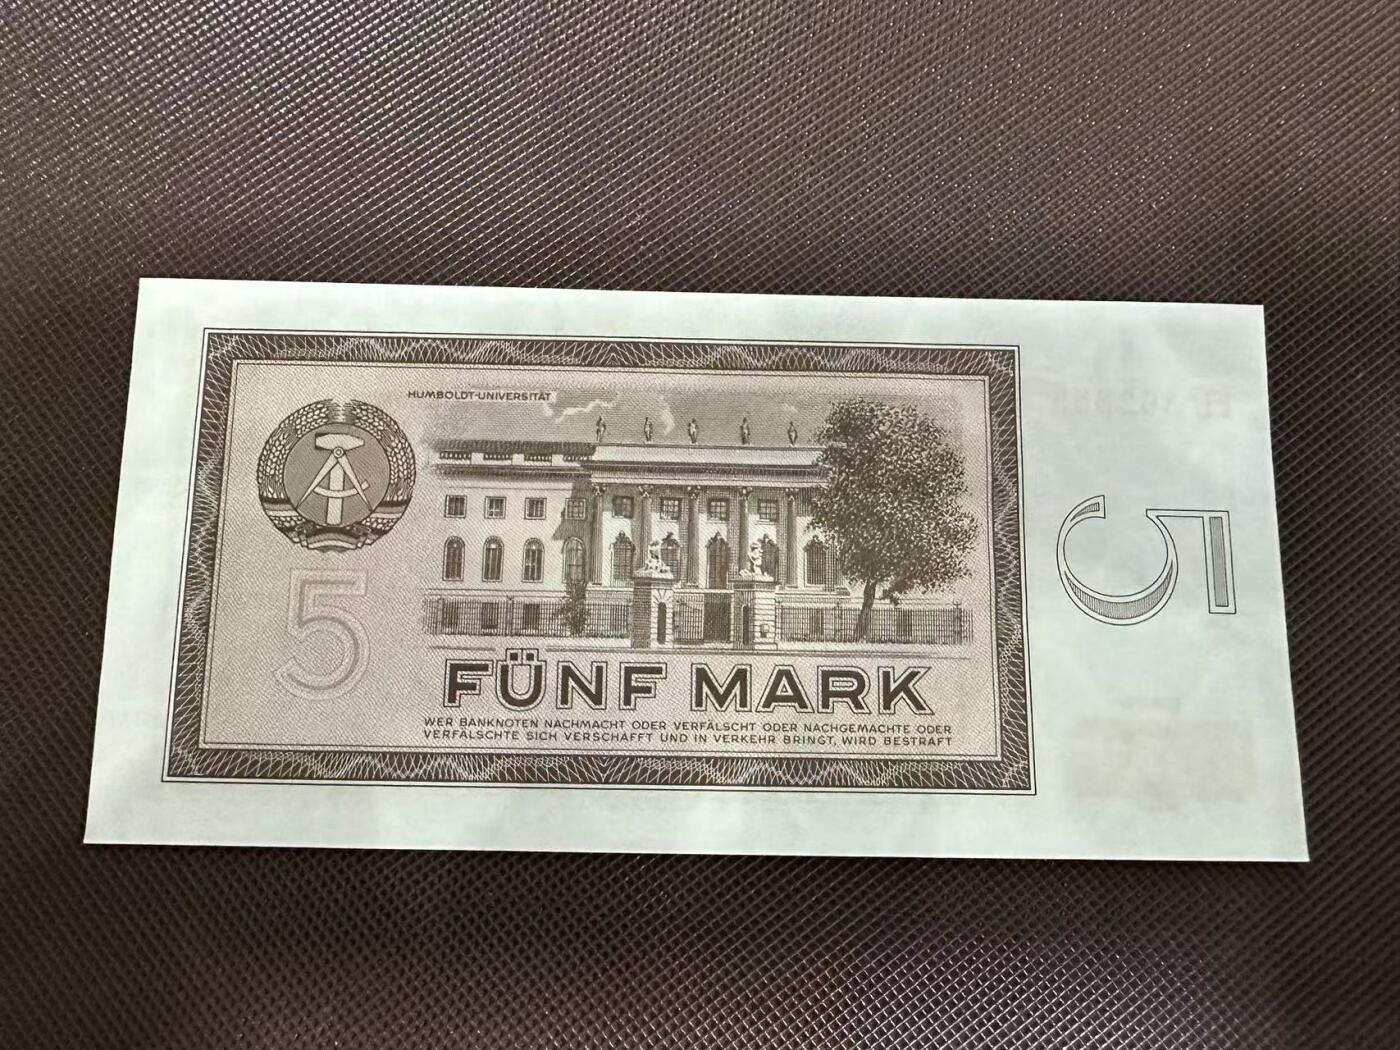 HUMBOLDT-UNIVERSITÄT
5
5
FÜNF MARK
WER BANKNOTEN NACHMACHT ODER VERFÄLSCHT ODER NACHGEMACHTE ODER
VERFÄLSCHTE SICH VERSCHAFFT UND IN VERKEHR BRINGT, WIRD BESTRAFT